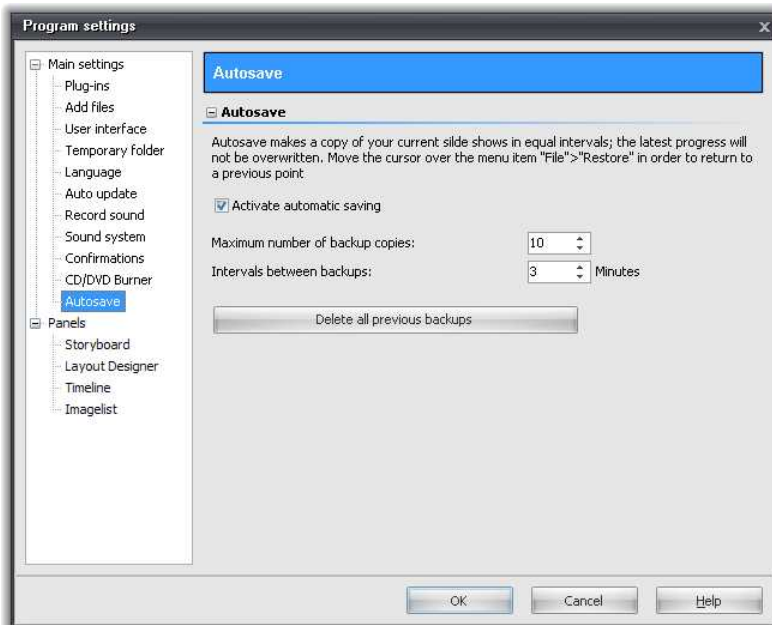 Program settings
x
Main settings
Plug-ins
Add files
User interface
Temporary folder
Language
Auto update
Record sound
Sound system
Confirmations
CD/DVD Burner
Autosave
Panels
Storyboard
Layout Designer
Timeline
Imagelist
Autosave
Autosave
Autosave makes a copy of your current silde shows in equal intervals; the latest progress will
not be overwritten. Move the cursor over the menu item "File">"Restore" in order to return to
a previous point
Activate automatic saving
Maximum number of backup copies: 10
Intervals between backups: 3 Minutes
Delete all previous backups
OK Cancel Help